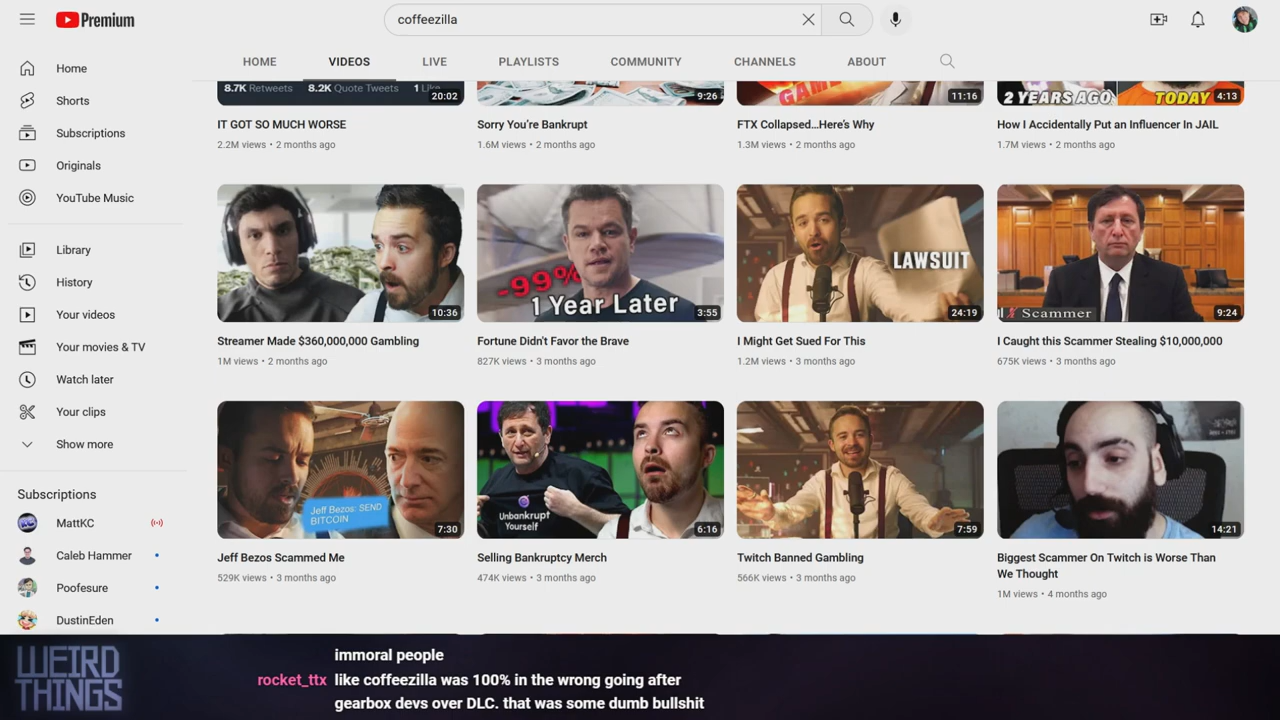 Premium
coffeezilla
HOME
VIDEOS
LIVE
PLAYLISTS
COMMUNITY
CHANNELS
ABOUT
Home
Shorts
Subscriptions
Originals
YouTube Music
Library
History
Your videos
Your movies & TV
Watch later
Your clips
Show more
Subscriptions
MattKC
Caleb Hammer
Poofesure
DustinEden
8.7K Retweets 8.2K Quote Tweets 1 Like
20:02
9:26
11:16
2 YEARS AGO TODAY 4:13
IT GOT SO MUCH WORSE
2.2M views • 2 months ago
Sorry You're Bankrupt
1.6M views • 2 months ago
FTX Collapsed...Here's Why
1.3M views • 2 months ago
How I Accidentally Put an Influencer In JAIL
1.7M views • 2 months ago
10:36
-99%
1 Year Later
3:55
LAWSUIT
24:19
Scammer
9:24
Streamer Made $360,000,000 Gambling
1M views • 2 months ago
Fortune Didn't Favor the Brave
827K views • 3 months ago
I Might Get Sued For This
1.2M views • 3 months ago
I Caught this Scammer Stealing $10,000,000
675K views • 3 months ago
Jeff Bezos: SEND
BITCOIN
7:30
Unbankrupt
Yourself
6:16
7:59
14:21
Jeff Bezos Scammed Me
529K views • 3 months ago
Selling Bankruptcy Merch
474K views • 3 months ago
Twitch Banned Gambling
566K views • 3 months ago
Biggest Scammer On Twitch is Worse Than
We Thought
1M views • 4 months ago
WEIRD
THINGS
immoral people
rocket_ttx like coffeezilla was 100% in the wrong going after
gearbox devs over DLC. that was some dumb bullshit